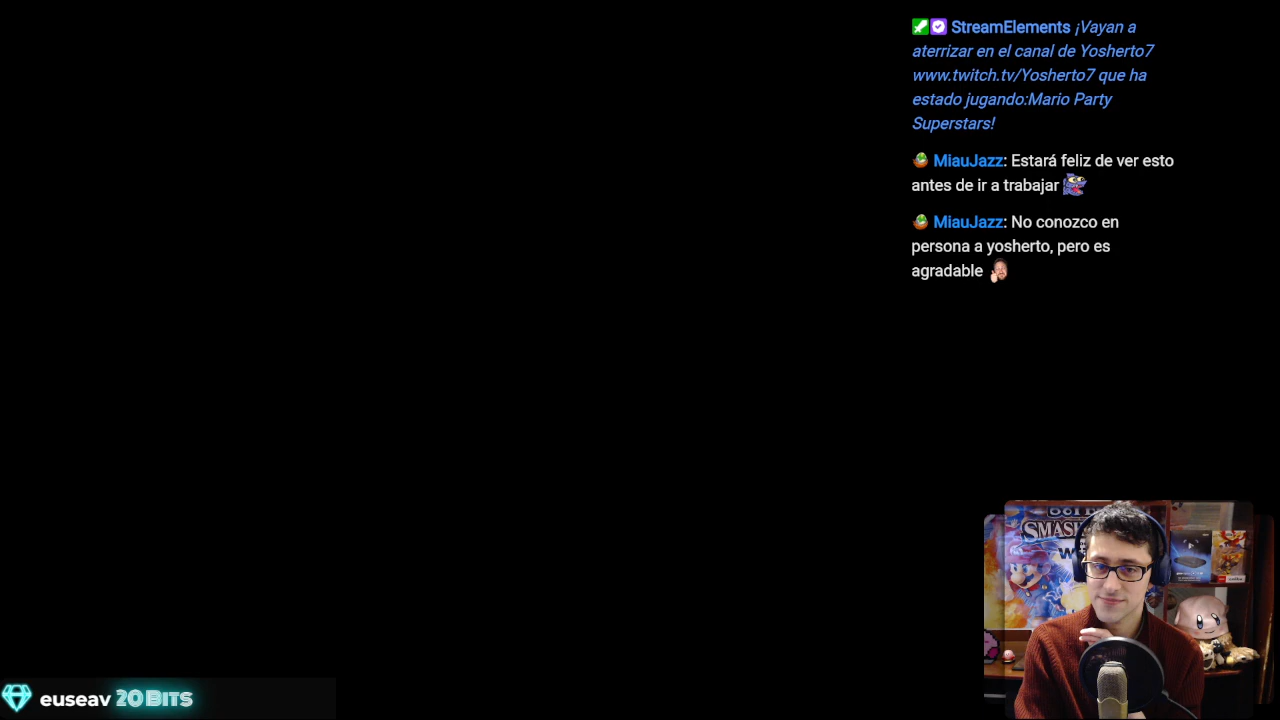 StreamElements ¡Vayan a
aterrizar en el canal de Yosherto7
www.twitch.tv/Yosherto7 que ha
estado jugando:Mario Party
Superstars!
MiauJazz: Estará feliz de ver esto
antes de ir a trabajar
MiauJazz: No conozco en
persona a yosherto, pero es
agradable
SMASH
euseav 20 BITS